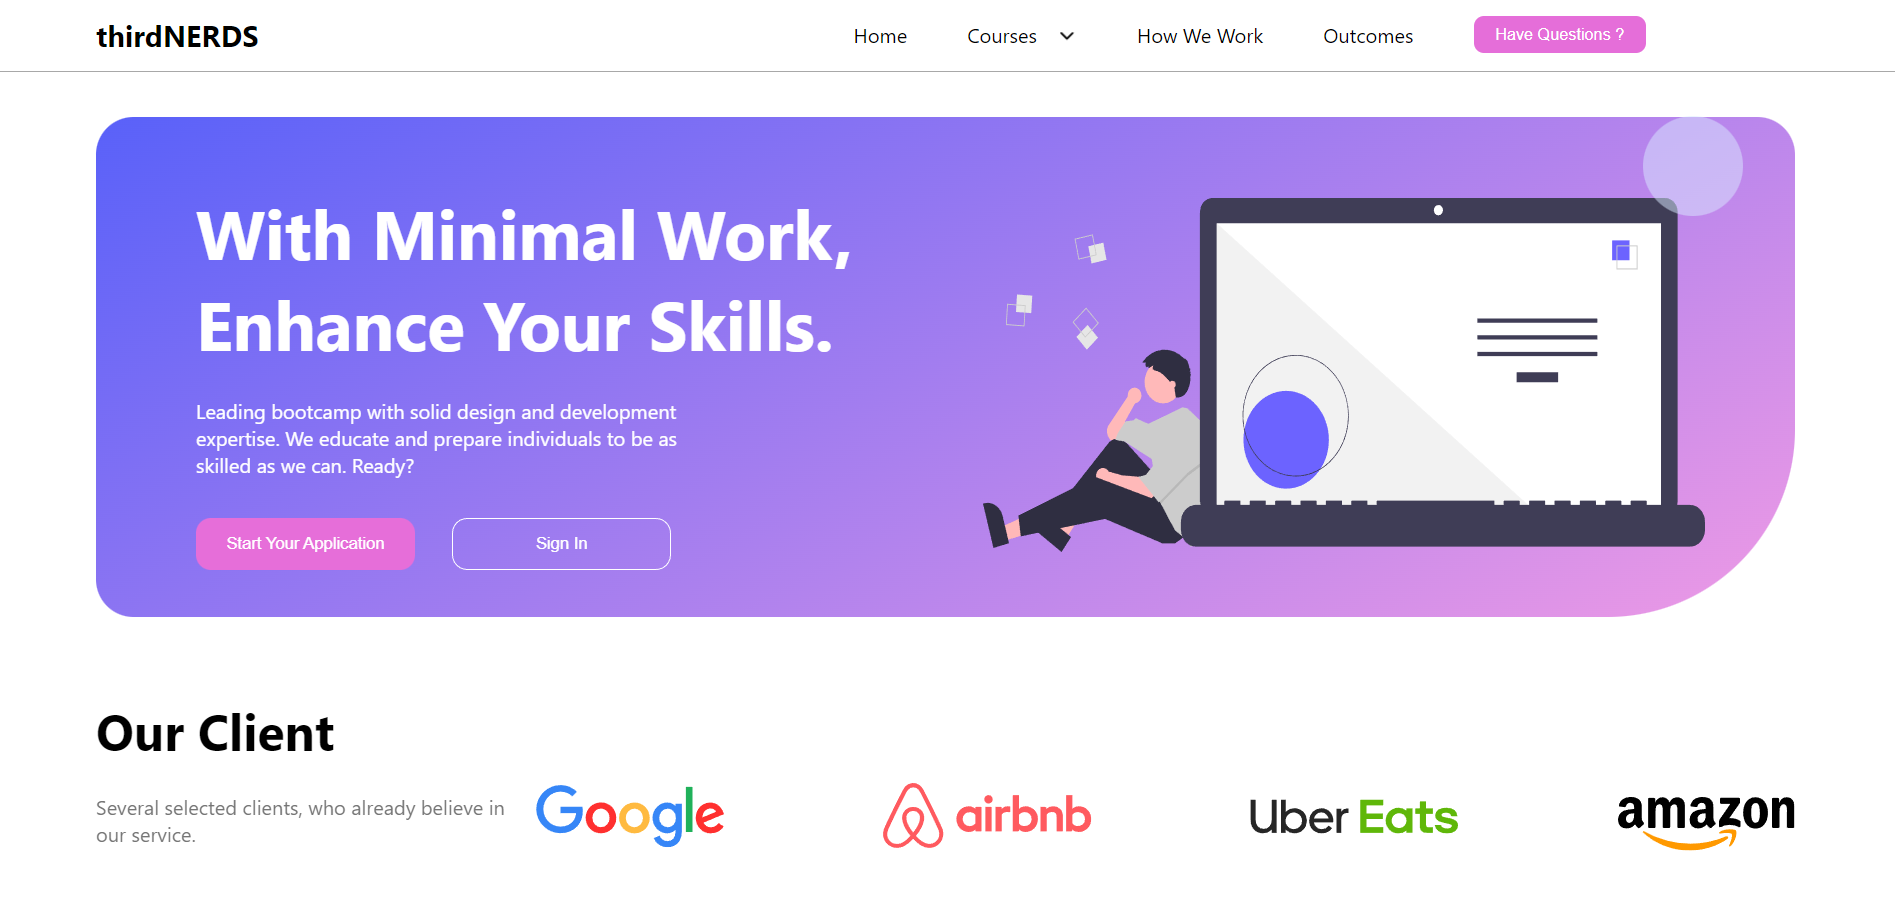 thirdNERDS
Home
Courses
How We Work
Outcomes
Have Questions ?
With Minimal Work,
Enhance Your Skills.
Leading bootcamp with solid design and development
expertise. We educate and prepare individuals to be as
skilled as we can. Ready?
Start Your Application
Sign In
Our Client
Several selected clients, who already believe in
our service.
Google
airbnb
Uber Eats
amazon